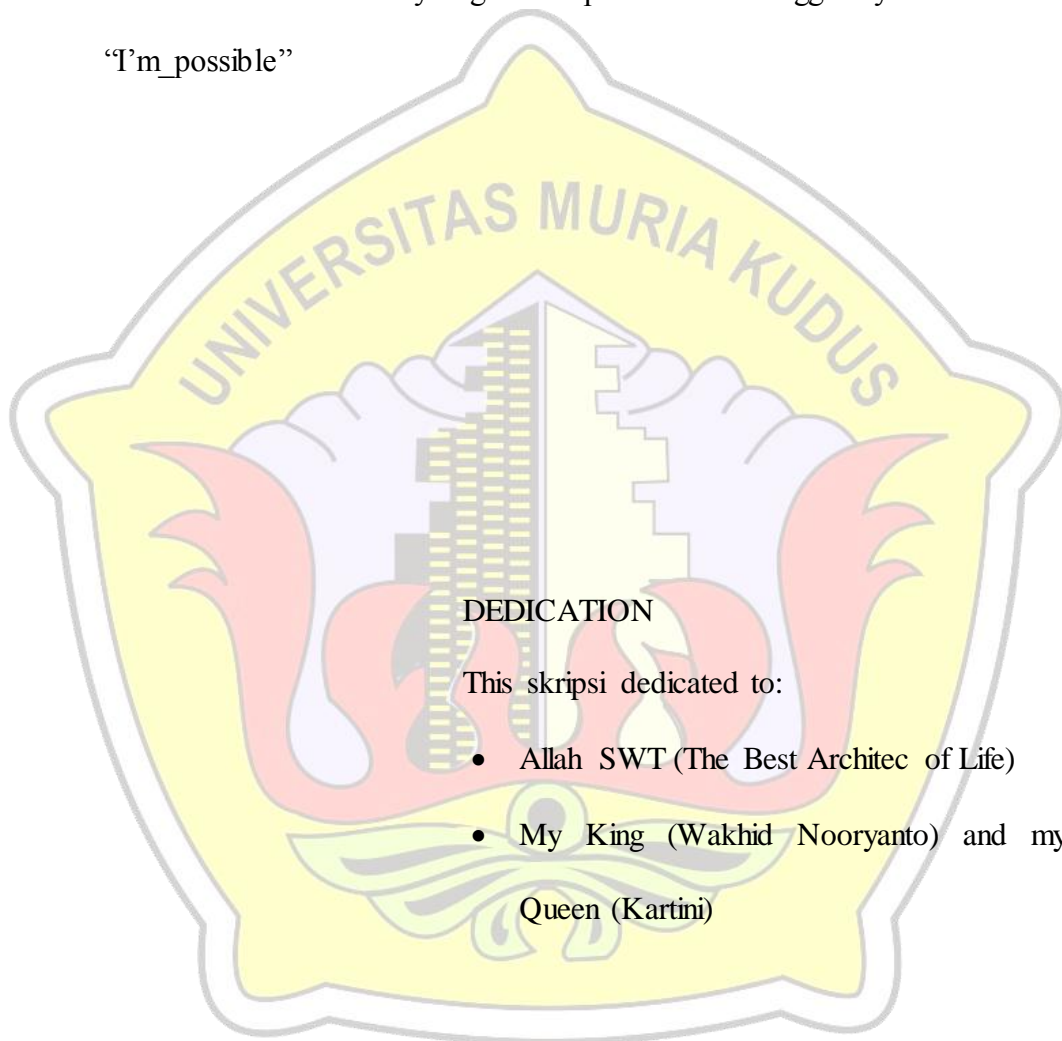 “I’m_possible”
UNIVERSITAS MURIA KUDUS
DEDICATION
This skripsi dedicated to:
• Allah SWT (The Best Architec of Life)
• My King (Wakhid Nooryanto) and my
Queen (Kartini)